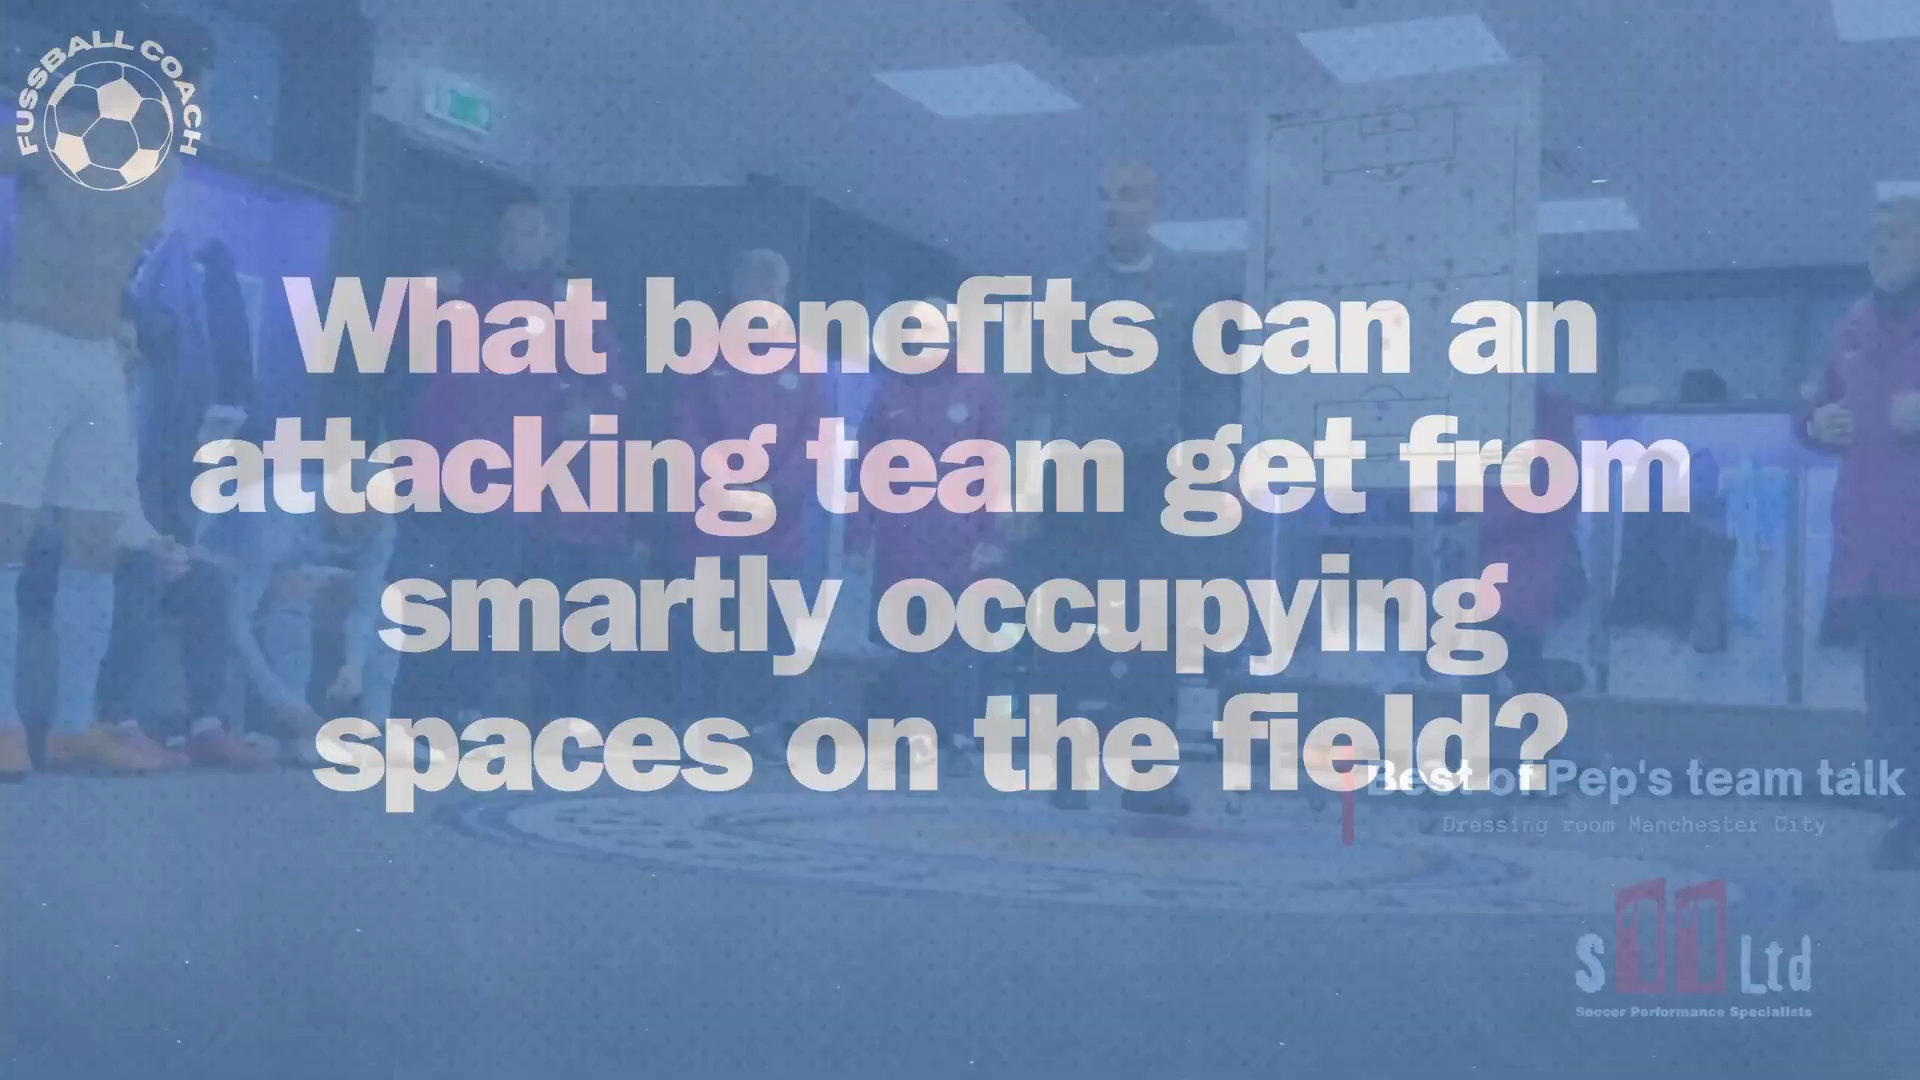 FUSSBALL COACH
What benefits can an
attacking team get from
smartly occupying
spaces on the field?
Best of Pep's team talk
Dressing room Manchester City
S11 Ltd
Soccer Performance Specialists